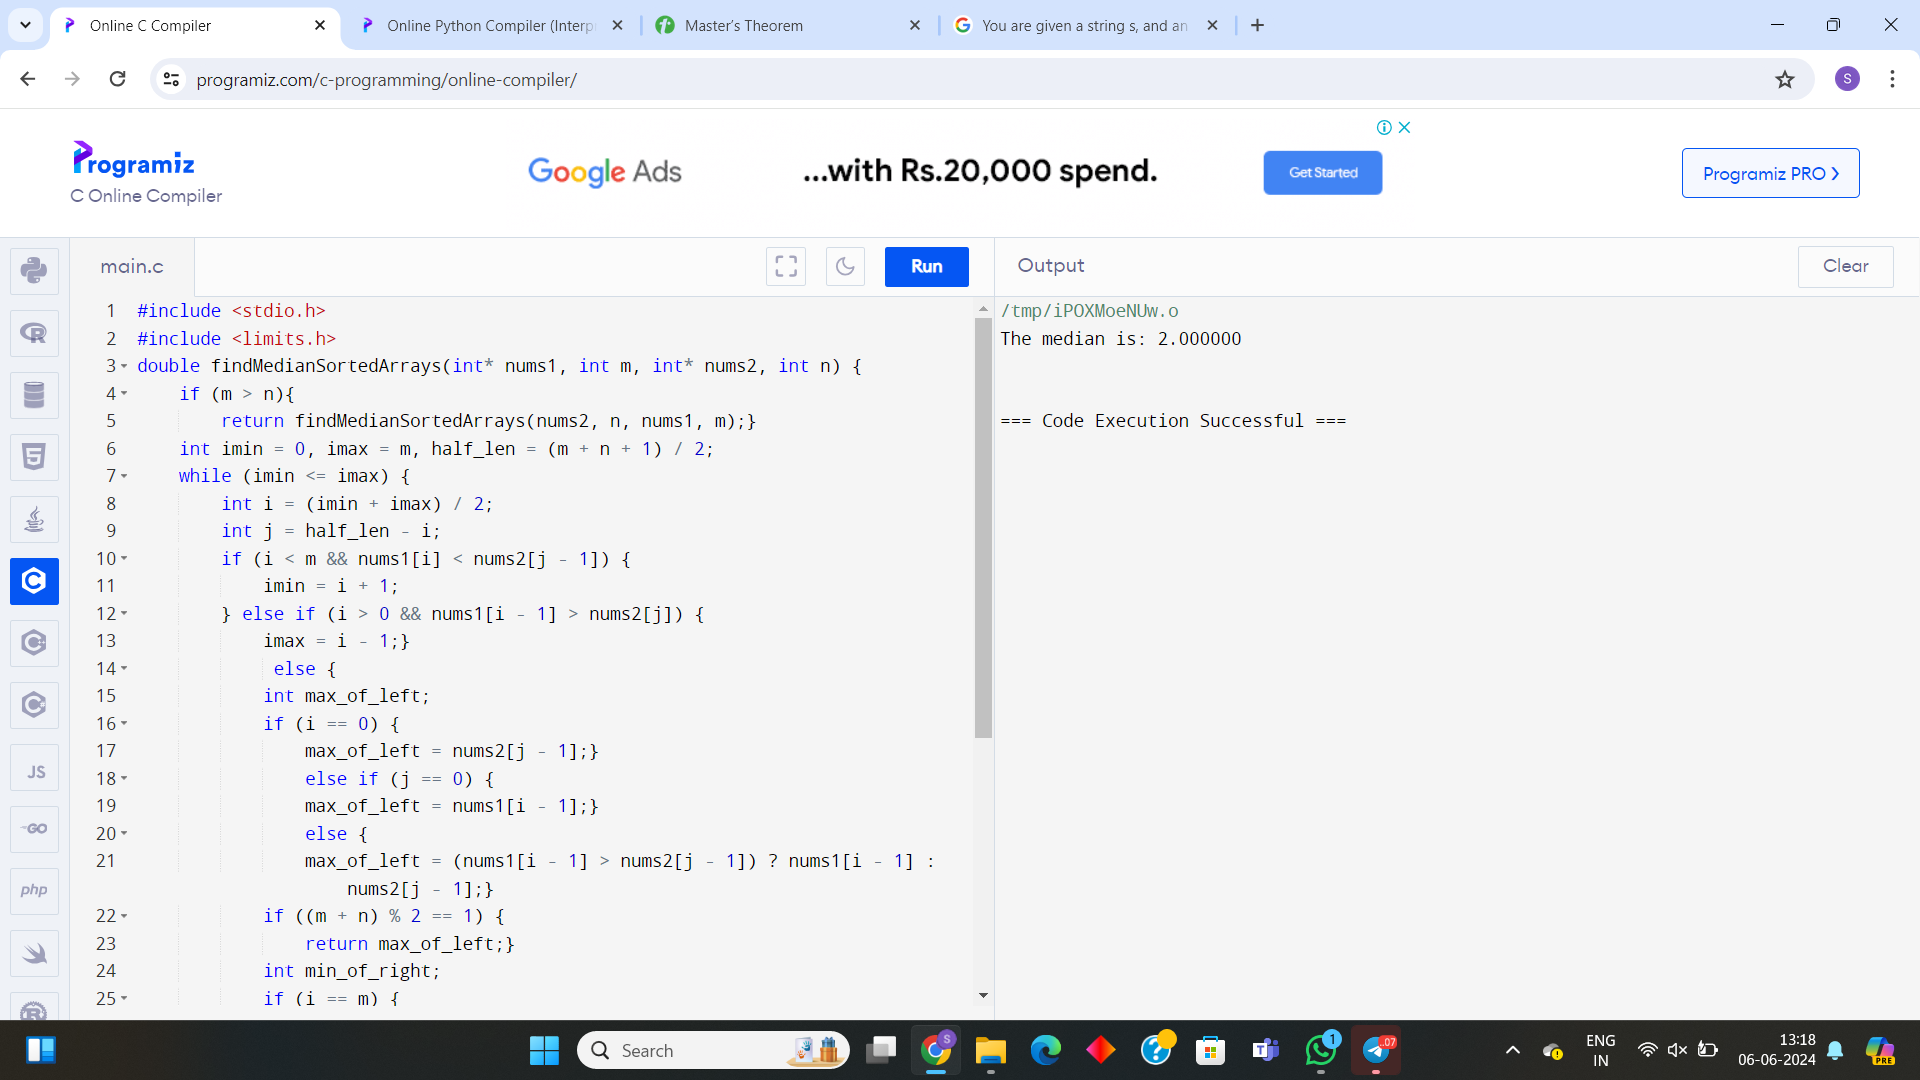 Online C Compiler
Online Python Compiler (Interp
Master's Theorem
You are given a string s, and an
programiz.com/c-programming/online-compiler/
S
Programiz
C Online Compiler
Google Ads
...with Rs.20,000 spend.
Get Started
Programiz PRO
main.c
Run
Output
Clear
1 #include <stdio.h>
2 #include <limits.h>
3 double findMedianSortedArrays(int* nums1, int m, int* nums2, int n) {
4     if (m > n){
5         return findMedianSortedArrays(nums2, n, nums1, m);}
6     int imin = 0, imax = m, half_len = (m + n + 1) / 2;
7     while (imin <= imax) {
8         int i = (imin + imax) / 2;
9         int j = half_len - i;
10         if (i < m && nums1[i] < nums2[j - 1]) {
11             imin = i + 1;
12         } else if (i > 0 && nums1[i - 1] > nums2[j]) {
13             imax = i - 1;}
14              else {
15             int max_of_left;
16             if (i == 0) {
17                 max_of_left = nums2[j - 1];}
18                 else if (j == 0) {
19                 max_of_left = nums1[i - 1];}
20                 else {
21                 max_of_left = (nums1[i - 1] > nums2[j - 1]) ? nums1[i - 1] :
nums2[j - 1];}
22             if ((m + n) % 2 == 1) {
23                 return max_of_left;}
24             int min_of_right;
25             if (i == m) {
/tmp/iPOXMoeNUw.o
The median is: 2.000000
=== Code Execution Successful ===
JS
GO
php
Search
S
1
..07
ENG
IN
13:18
06-06-2024
PRE